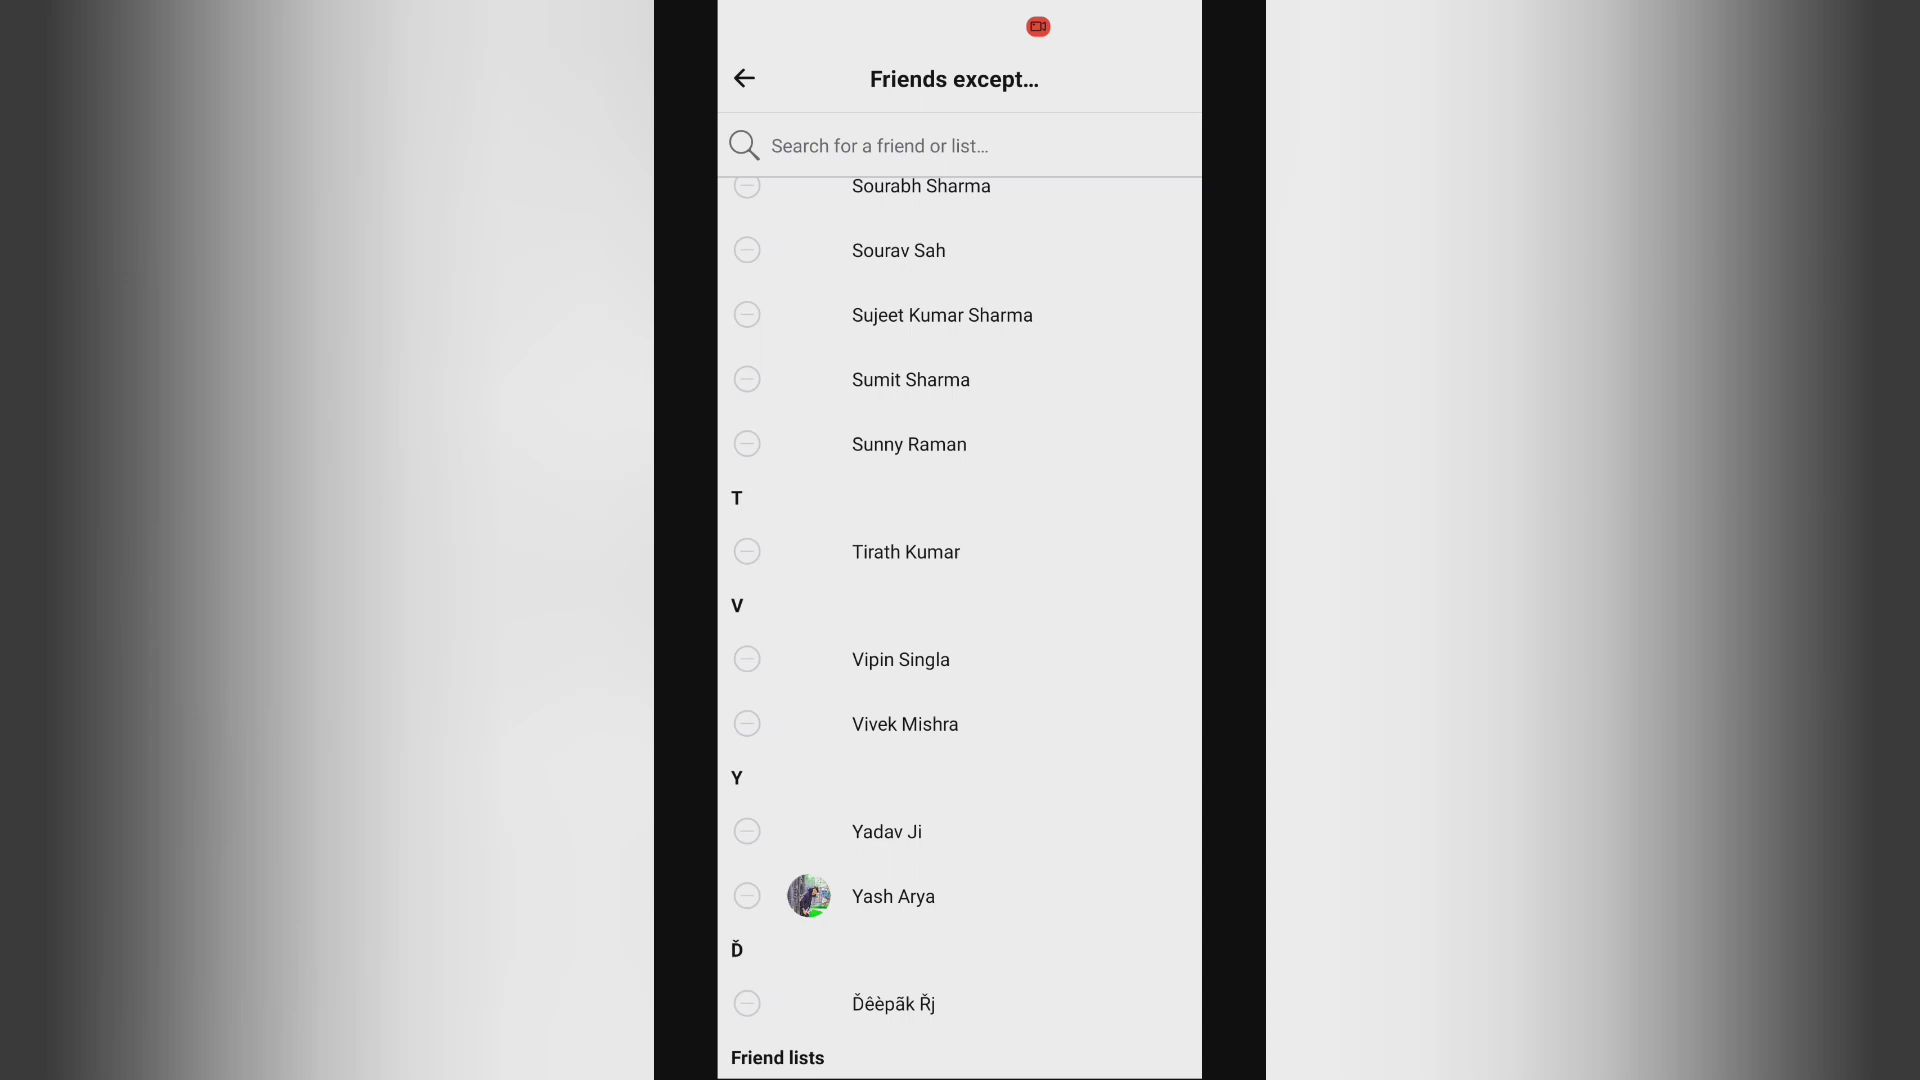 Friends except…
Search for a friend or list…
Sourabh Sharma
Sourav Sah
Sujeet Kumar Sharma
Sumit Sharma
Sunny Raman
T
Tirath Kumar
V
Vipin Singla
Vivek Mishra
Y
Yadav Ji
Yash Arya
Ď
Ďêèpãk Řj
Friend lists